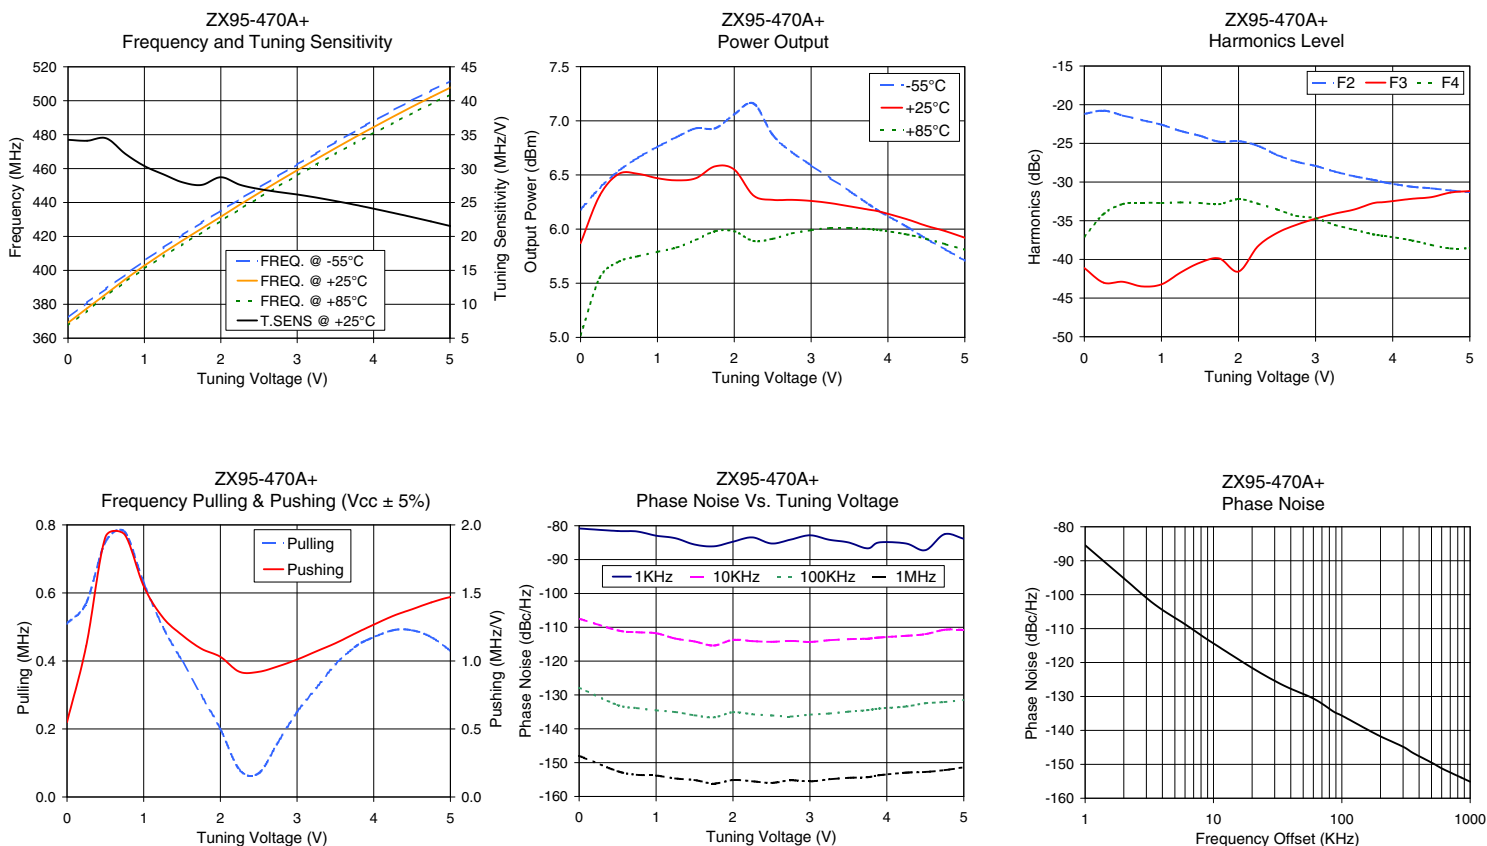 ZX95-470A+
Frequency and Tuning Sensitivity
520
500
480
460
440
420
400
380
360
45
40
35
30
25
20
15
10
5
Frequency (MHz)
Tuning Sensitivity (MHz/V)
FREQ. @ -55°C
FREQ. @ +25°C
FREQ. @ +85°C
T.SENS @ +25°C
0 1 2 3 4 5
Tuning Voltage (V)
ZX95-470A+
Power Output
7.5
7.0
6.5
6.0
5.5
5.0
Output Power (dBm)
-55°C
+25°C
+85°C
0 1 2 3 4 5
Tuning Voltage (V)
ZX95-470A+
Harmonics Level
-15
-20
-25
-30
-35
-40
-45
-50
Harmonics (dBc)
F2 F3 F4
0 1 2 3 4 5
Tuning Voltage (V)
ZX95-470A+
Frequency Pulling & Pushing (Vcc ± 5%)
0.8
0.6
0.4
0.2
0.0
2.0
1.5
1.0
0.5
0.0
Pulling (MHz)
Pushing (MHz/V)
Pulling
Pushing
0 1 2 3 4 5
Tuning Voltage (V)
ZX95-470A+
Phase Noise Vs. Tuning Voltage
-80
-90
-100
-110
-120
-130
-140
-150
-160
Phase Noise (dBc/Hz)
1KHz 10KHz 100KHz 1MHz
0 1 2 3 4 5
Tuning Voltage (V)
ZX95-470A+
Phase Noise
-80
-90
-100
-110
-120
-130
-140
-150
-160
Phase Noise (dBc/Hz)
1 10 100 1000
Frequency Offset (KHz)